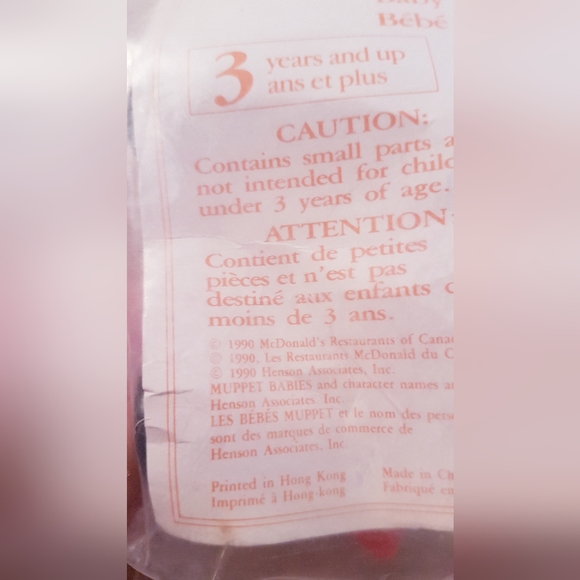 Baby
Bébé
3 years and up
ans et plus
CAUTION:
Contains small parts a
not intended for child
under 3 years of age.
ATTENTION:
Contient de petites
pièces et n'est pas
destiné aux enfants d
moins de 3 ans.
© 1990 McDonald's Restaurants of Canad
© 1990, Les Restaurants McDonald du C
© 1990 Henson Associates, Inc.
MUPPET BABIES and character names ar
Henson Associates, Inc.
LES BÉBÉS MUPPET et le nom des pers
sont des marques de commerce de
Henson Associates, Inc.
Printed in Hong Kong
Imprimé à Hong-kong
Made in Ch
Fabriqué en